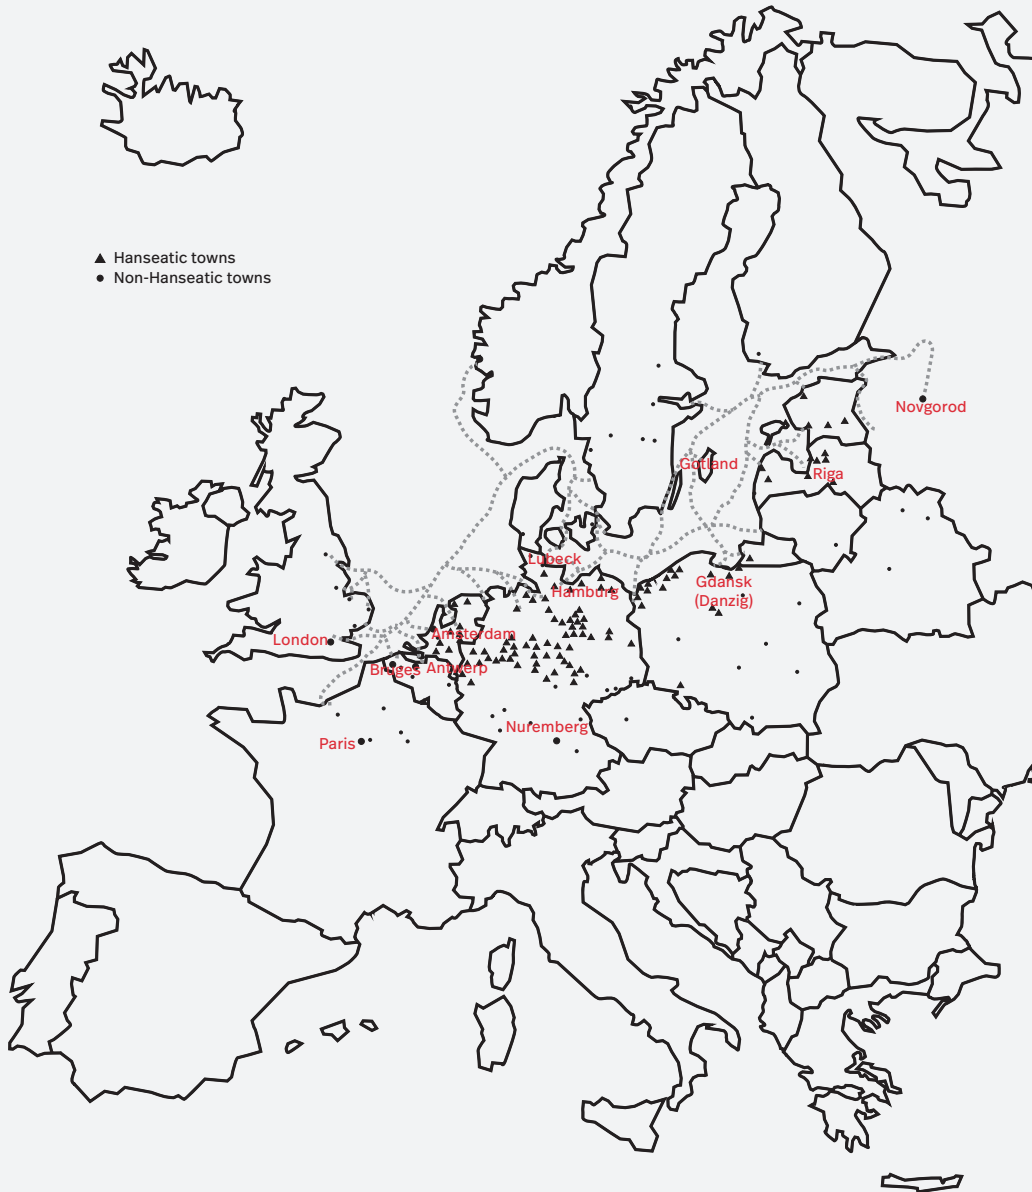 Hanseatic towns
Non-Hanseatic towns
Novgorod
Gotland
Riga
Lubeck
Hamburg
Gdansk
(Danzig)
London
Amsterdam
Bruges
Antwerp
Nuremberg
Paris